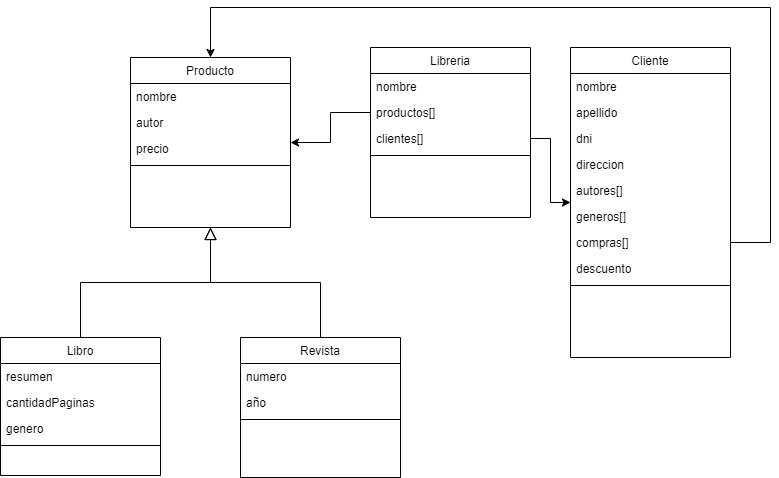 Producto
nombre
autor
precio
Libreria
nombre
productos[]
clientes[]
Cliente
nombre
apellido
dni
direccion
autores[]
generos[]
compras[]
descuento
Libro
resumen
cantidadPaginas
genero
Revista
numero
año